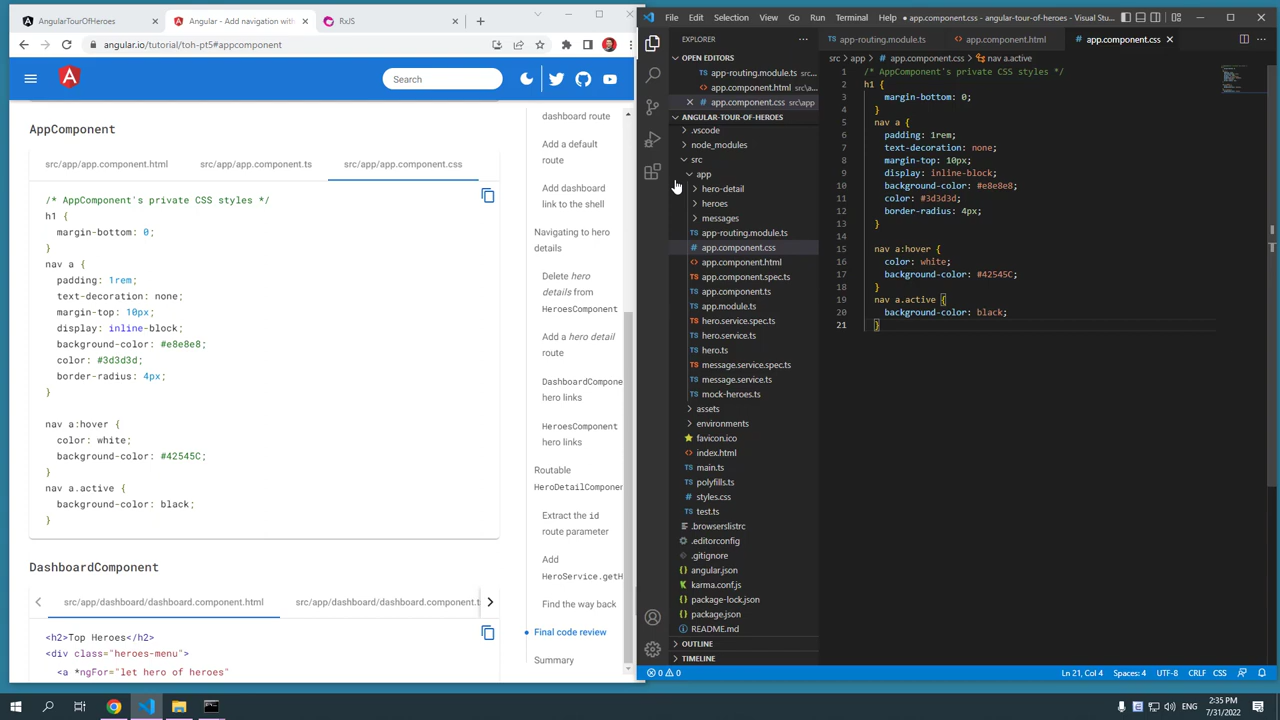 AngularTourOfHeroes
Angular - Add navigation with
RxJS
angular.io/tutorial/toh-pt5#appcomponent
Search
AppComponent
src/app/app.component.html
src/app/app.component.ts
src/app/app.component.css
/* AppComponent's private CSS styles */
h1 {
margin-bottom: 0;
}
nav a {
padding: 1rem;
text-decoration: none;
margin-top: 10px;
display: inline-block;
background-color: #e8e8e8;
color: #3d3d3d;
border-radius: 4px;
}
nav a:hover {
color: white;
background-color: #42545C;
}
nav a.active {
background-color: black;
}
DashboardComponent
src/app/dashboard/dashboard.component.html
src/app/dashboard/dashboard.component.t
<h2>Top Heroes</h2>
<div class="heroes-menu">
<a *ngFor="let hero of heroes"
dashboard route
Add a default
route
Add dashboard
link to the shell
Navigating to hero
details
Delete hero
details from
HeroesComponent
Add a hero detail
route
DashboardCompone
hero links
HeroesComponent
hero links
Routable
HeroDetailComponen
Extract the id
route parameter
Add
HeroService.getH
Find the way back
Final code review
Summary
File
Edit
Selection
View
Go
Run
Terminal
Help
● app.component.css - angular-tour-of-heroes - Visual Stu...
EXPLORER
OPEN EDITORS
app-routing.module.ts src...
app.component.html src\a...
app.component.css src\app
ANGULAR-TOUR-OF-HEROES
.vscode
node_modules
src
app
hero-detail
heroes
messages
app-routing.module.ts
app.component.css
app.component.html
app.component.spec.ts
app.component.ts
app.module.ts
hero.service.spec.ts
hero.service.ts
hero.ts
message.service.spec.ts
message.service.ts
mock-heroes.ts
assets
environments
favicon.ico
index.html
main.ts
polyfills.ts
styles.css
test.ts
.browserslistrc
.editorconfig
.gitignore
angular.json
karma.conf.js
package-lock.json
package.json
README.md
OUTLINE
TIMELINE
app-routing.module.ts
app.component.html
app.component.css
src > app > # app.component.css > nav a.active
1 /* AppComponent's private CSS styles */
2 h1 {
3 margin-bottom: 0;
4 }
5 nav a {
6 padding: 1rem;
7 text-decoration: none;
8 margin-top: 10px;
9 display: inline-block;
10 background-color: #e8e8e8;
11 color: #3d3d3d;
12 border-radius: 4px;
13 }
14
15 nav a:hover {
16 color: white;
17 background-color: #42545C;
18 }
19 nav a.active {
20 background-color: black;
21 }
0 0
Ln 21, Col 4
Spaces: 4
UTF-8
CRLF
CSS
ENG
2:35 PM
7/31/2022